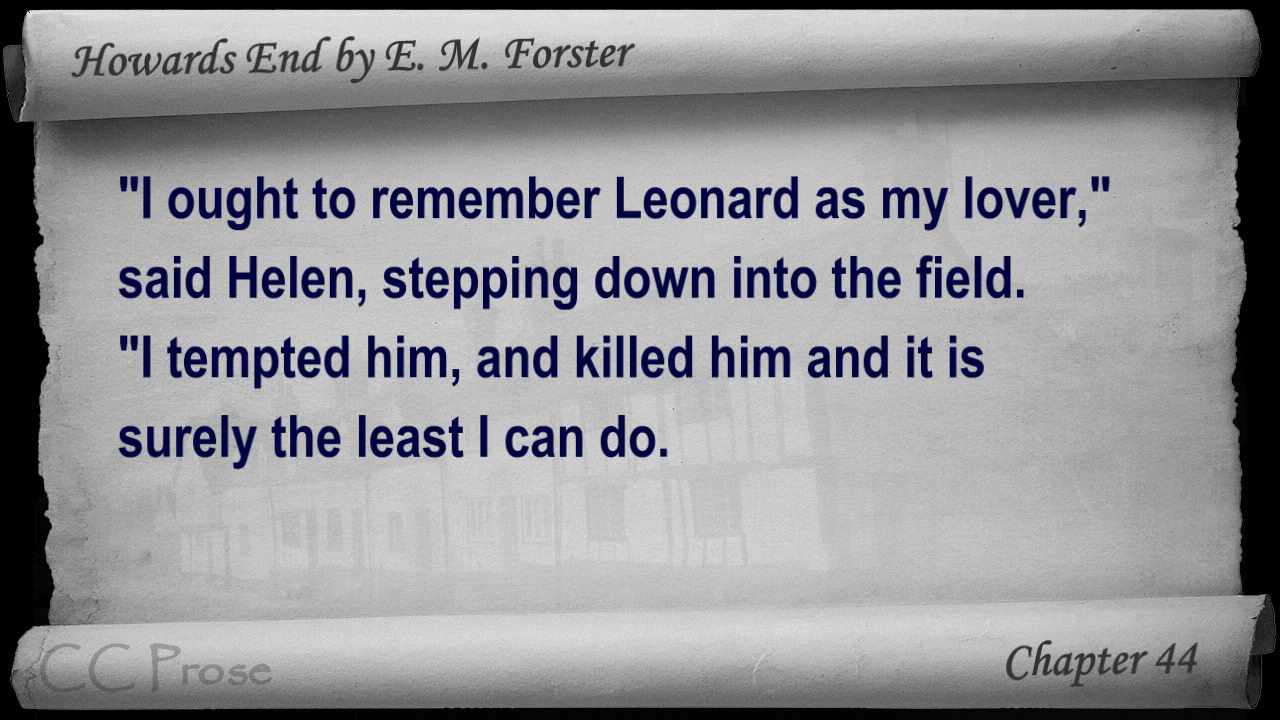 Howards End by E. M. Forster
"I ought to remember Leonard as my lover,"
said Helen, stepping down into the field.
"I tempted him, and killed him and it is
surely the least I can do.
CC Prose
Chapter 44